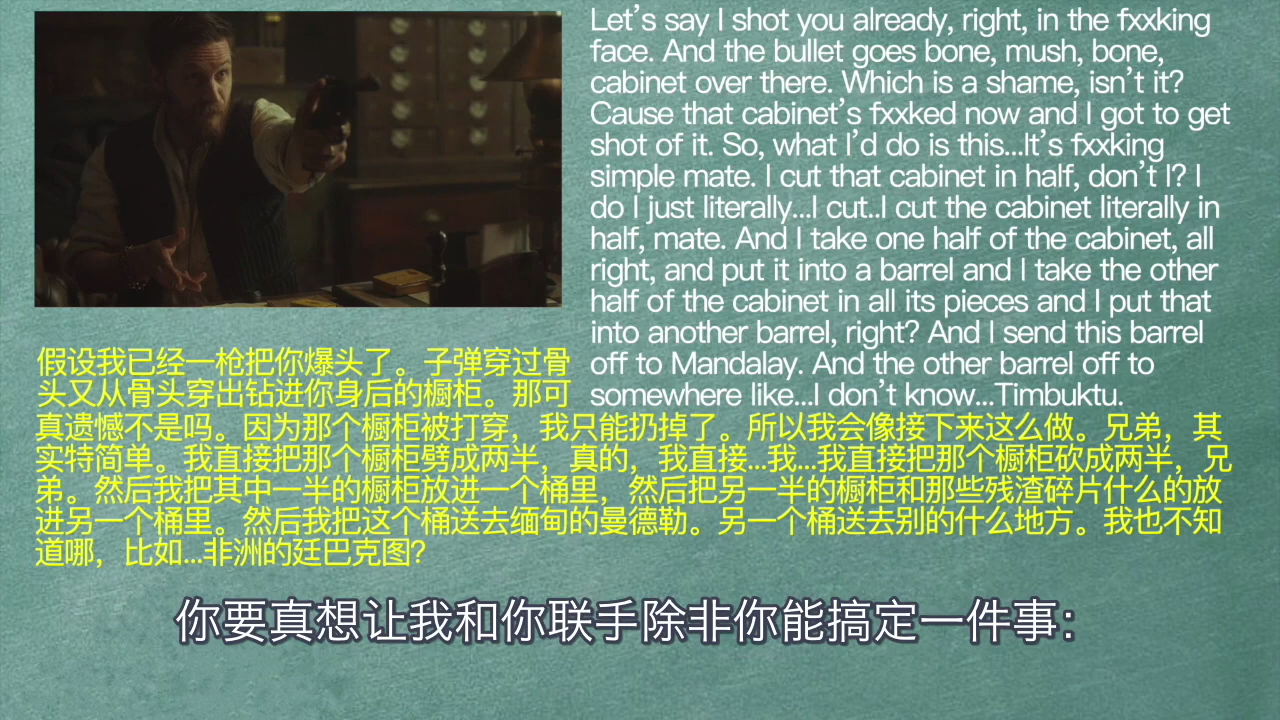 Let's say I shot you already, right, in the fxxking
face. And the bullet goes bone, mush, bone,
cabinet over there. Which is a shame, isn't it?
Cause that cabinet's fxxked now and I got to get
shot of it. So, what I'd do is this...It's fxxking
simple mate. I cut that cabinet in half, don't I? I
do I just literally...I cut..I cut the cabinet literally in
half, mate. And I take one half of the cabinet, all
right, and put it into a barrel and I take the other
half of the cabinet in all its pieces and I put that
into another barrel, right? And I send this barrel
off to Mandalay. And the other barrel off to
somewhere like...I don't know...Timbuktu.
假设我已经一枪把你爆头了。子弹穿过骨
头又从骨头穿出钻进你身后的橱柜。那可
真遗憾不是吗。因为那个橱柜被打穿，我只能扔掉了。所以我会像接下来这么做。兄弟，其
实特简单。我直接把那个橱柜劈成两半，真的，我直接...我...我直接把那个橱柜砍成两半，兄
弟。然后我把其中一半的橱柜放进一个桶里，然后把另一半的橱柜和那些残渣碎片什么的放
进另一个桶里。然后我把这个桶送去缅甸的曼德勒。另一个桶送去别的什么地方。我也不知
道哪，比如...非洲的廷巴克图？
你要真想让我和你联手除非你能搞定一件事：